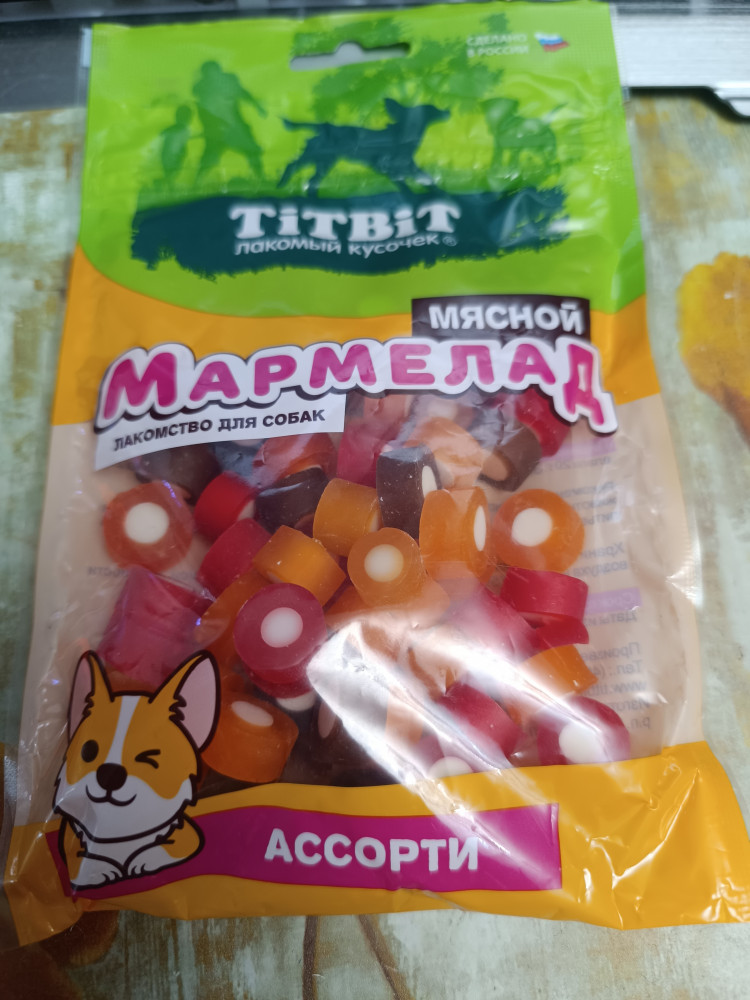 СДЕЛАНО
В РОССИИ
TiTBiT
лакомый кусочек®
МЯСНОЙ
МАРМЕЛАД
ЛАКОМСТВО ДЛЯ СОБАК
АССОРТИ